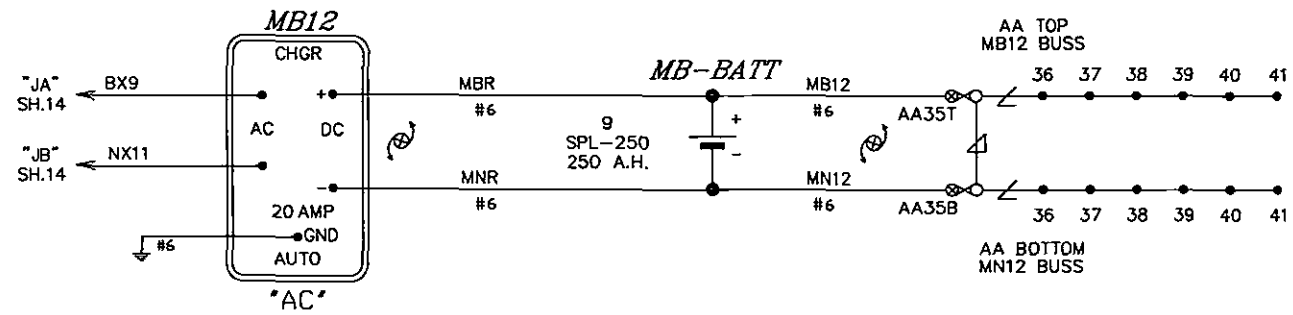 MB12
CHGR
"JA"
SH.14
BX9
+
AC
DC
"JB"
SH.14
NX11
-
20 AMP
GND
#6
AUTO
"AC"
MBR
#6
MNR
#6
MB-BATT
9
SPL-250
250 A.H.
+
-
MB12
#6
MN12
#6
AA35T
AA35B
AA TOP
MB12 BUSS
36 37 38 39 40 41
36 37 38 39 40 41
AA BOTTOM
MN12 BUSS